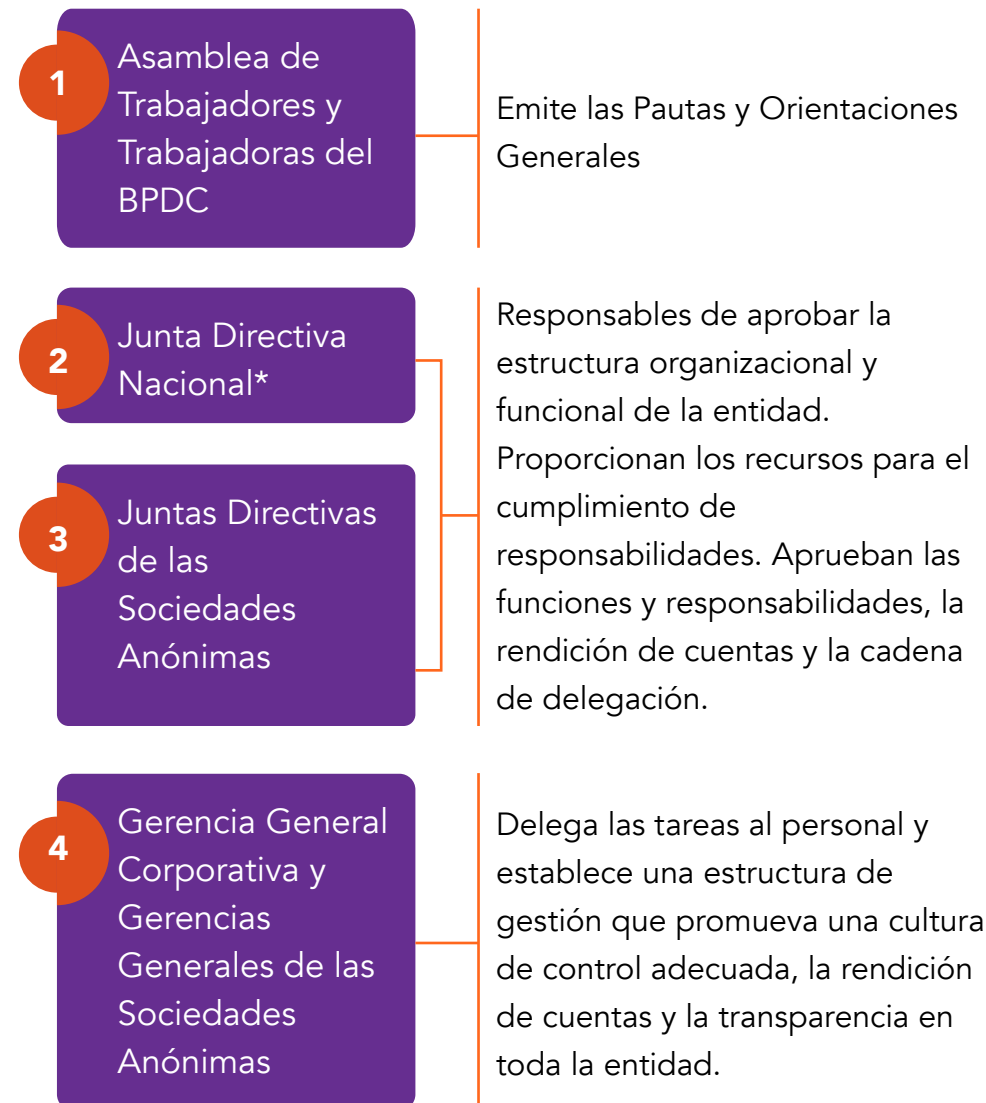 1
Asamblea de
Trabajadores y
Trabajadoras del
BPDC
Emite las Pautas y Orientaciones
Generales
2
Junta Directiva
Nacional*
3
Juntas Directivas
de las
Sociedades
Anónimas
Responsables de aprobar la
estructura organizacional y
funcional de la entidad.
Proporcionan los recursos para el
cumplimiento de
responsabilidades. Aprueban las
funciones y responsabilidades, la
rendición de cuentas y la cadena
de delegación.
4
Gerencia General
Corporativa y
Gerencias
Generales de las
Sociedades
Anónimas
Delega las tareas al personal y
establece una estructura de
gestión que promueva una cultura
de control adecuada, la rendición
de cuentas y la transparencia en
toda la entidad.